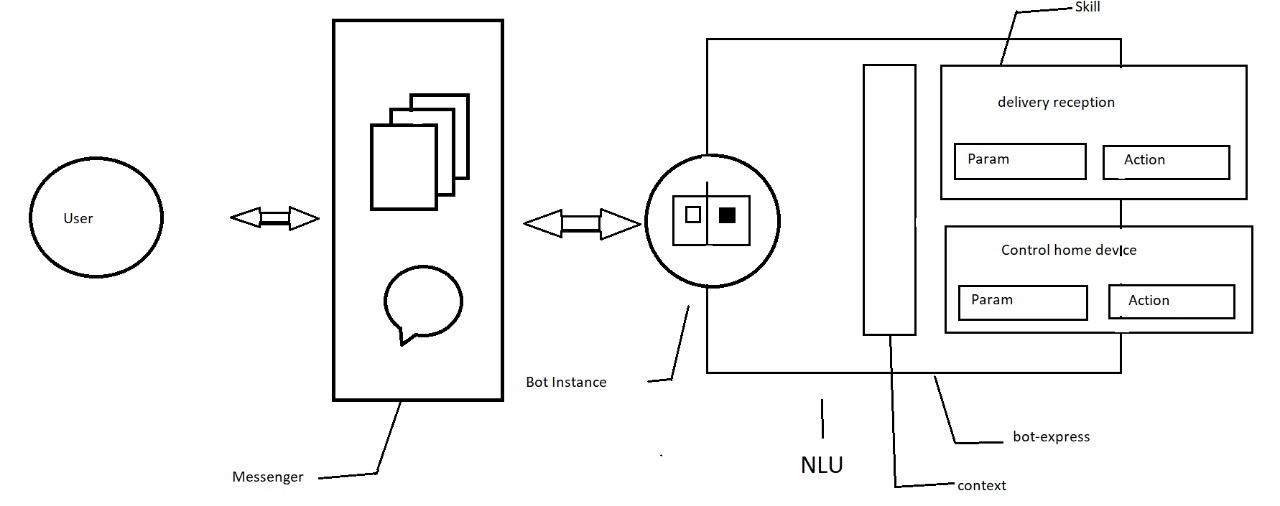 Skill
delivery reception
Param
Action
User
Control home device
Param
Action
Bot Instance
bot-express
NLU
Messenger
context